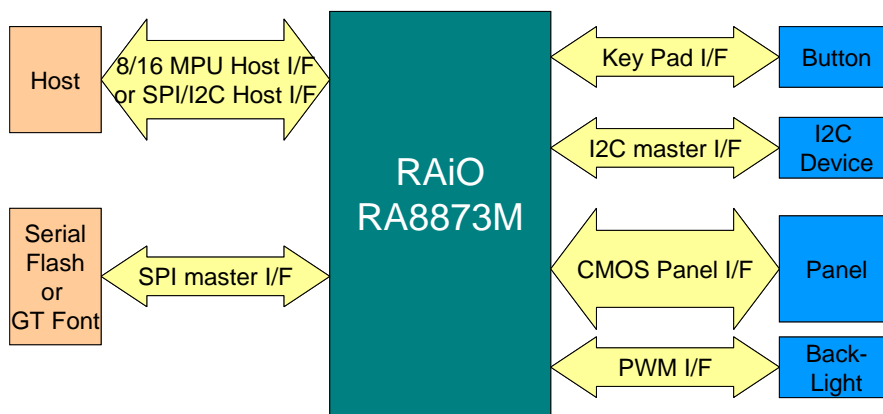 Host
8/16 MPU Host I/F
or SPI/I2C Host I/F
Serial
Flash
or
GT Font
SPI master I/F
RAiO
RA8873M
Key Pad I/F
Button
I2C master I/F
I2C
Device
CMOS Panel I/F
Panel
PWM I/F
Back-
Light